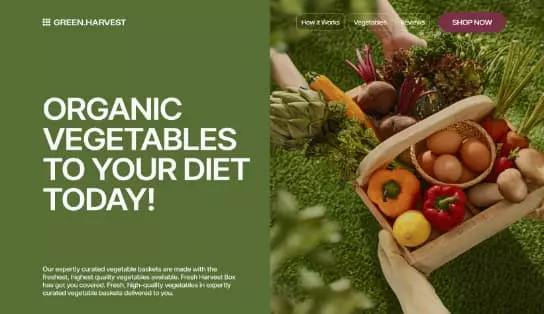 GREEN.HARVEST
How it Works
Vegetables
Reviews
SHOP NOW
ORGANIC
VEGETABLES
TO YOUR DIET
TODAY!
Our expertly curated vegetable baskets are made with the
freshest, highest quality vegetables available. Fresh Harvest Box
has got you covered. Fresh, high-quality vegetables in expertly
curated vegetable baskets delivered to you.